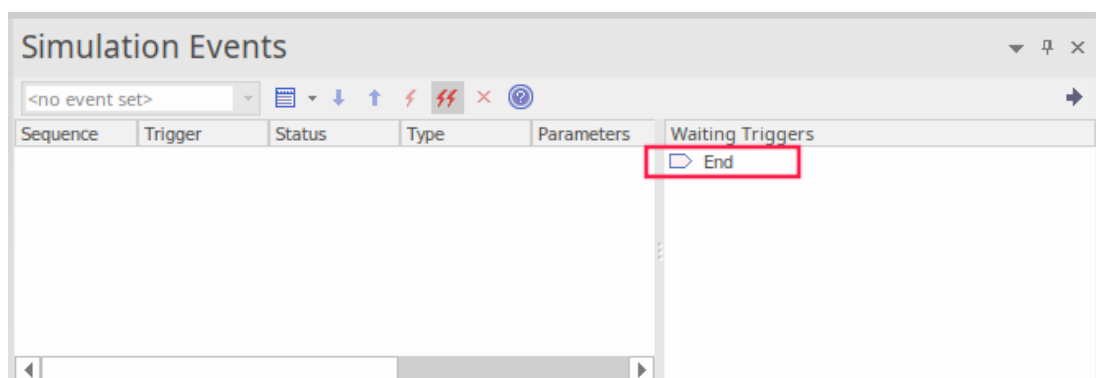 Simulation Events
<no event set>
Sequence Trigger Status Type Parameters Waiting Triggers
End